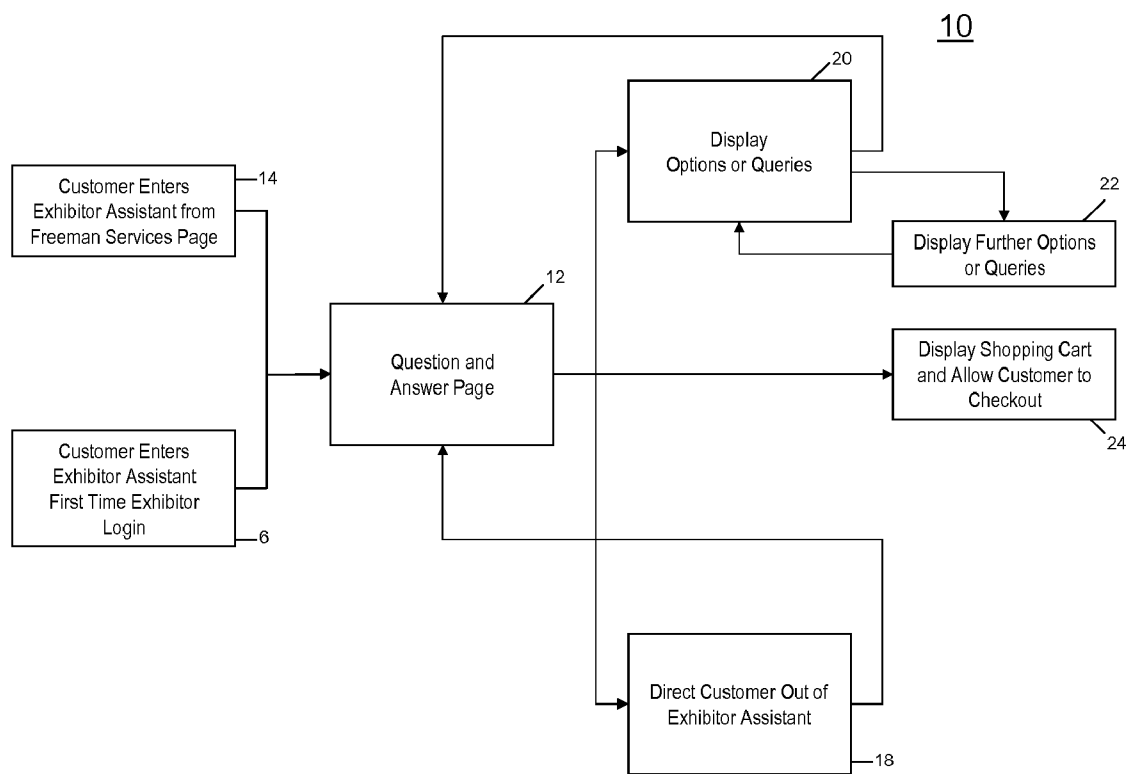 10
20
Display
Options or Queries
14
Customer Enters
Exhibitor Assistant from
Freeman Services Page
22
Display Further Options
or Queries
12
Question and
Answer Page
Display Shopping Cart
and Allow Customer to
Checkout
24
Customer Enters
Exhibitor Assistant
First Time Exhibitor
Login
6
Direct Customer Out of
Exhibitor Assistant
18